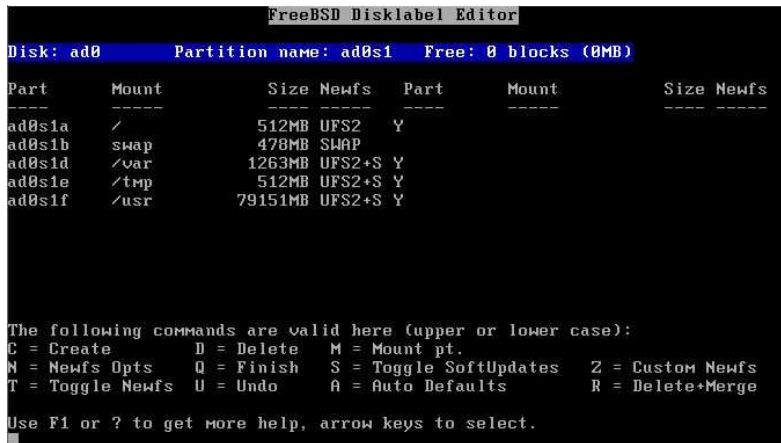 FreeBSD Disklabel Editor
Disk: ad0 Partition name: ad0s1 Free: 0 blocks (0MB)
Part Mount Size Newfs Part Mount Size Newfs
---- ----- ---- ----- ---- ----- ---- -----
ad0s1a / 512MB UFS2 Y
ad0s1b swap 478MB SWAP
ad0s1d /var 1263MB UFS2+S Y
ad0s1e /tmp 512MB UFS2+S Y
ad0s1f /usr 79151MB UFS2+S Y
The following commands are valid here (upper or lower case):
C = Create D = Delete M = Mount pt.
N = Newfs Opts Q = Finish S = Toggle SoftUpdates Z = Custom Newfs
T = Toggle Newfs U = Undo A = Auto Defaults R = Delete+Merge
Use F1 or ? to get more help, arrow keys to select.